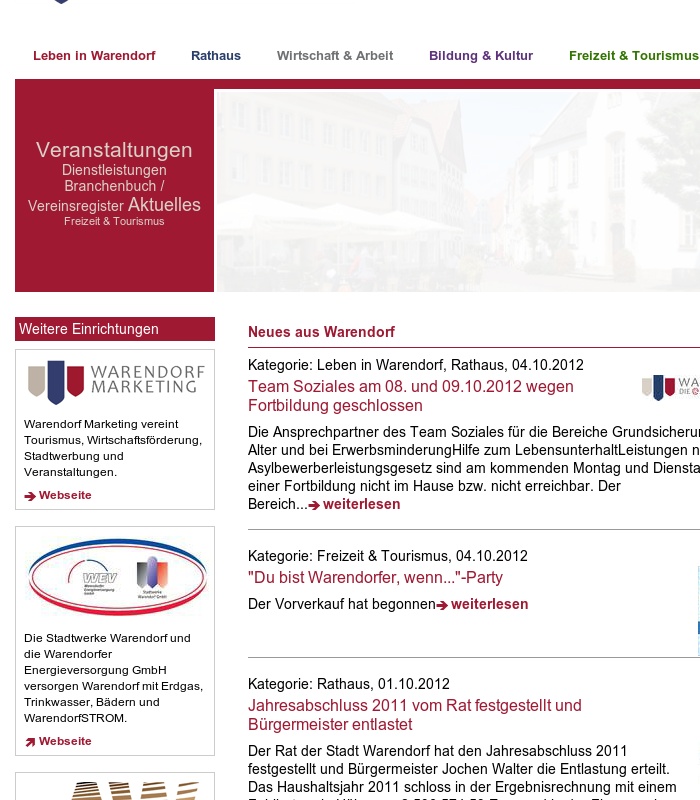 Leben in Warendorf Rathaus Wirtschaft & Arbeit Bildung & Kultur Freizeit & Tourismus
Veranstaltungen
Dienstleistungen
Branchenbuch /
Vereinsregister Aktuelles
Freizeit & Tourismus
Weitere Einrichtungen
WARENDORF
MARKETING
Warendorf Marketing vereint
Tourismus, Wirtschaftsförderung,
Stadtwerbung und
Veranstaltungen.
Webseite
WEV
Stadtwerke
Warendorf GmbH
Die Stadtwerke Warendorf und
die Warendorfer
Energieversorgung GmbH
versorgen Warendorf mit Erdgas,
Trinkwasser, Bädern und
WarendorfSTROM.
Webseite
Neues aus Warendorf
Kategorie: Leben in Warendorf, Rathaus, 04.10.2012
Team Soziales am 08. und 09.10.2012 wegen
Fortbildung geschlossen
WA
DIE
Die Ansprechpartner des Team Soziales für die Bereiche Grundsicheru
Alter und bei ErwerbsminderungHilfe zum LebensunterhaltLeistungen n
Asylbewerberleistungsgesetz sind am kommenden Montag und Diensta
einer Fortbildung nicht im Hause bzw. nicht erreichbar. Der
Bereich... weiterlesen
Kategorie: Freizeit & Tourismus, 04.10.2012
"Du bist Warendorfer, wenn..."-Party
Der Vorverkauf hat begonnen weiterlesen
Kategorie: Rathaus, 01.10.2012
Jahresabschluss 2011 vom Rat festgestellt und
Bürgermeister entlastet
Der Rat der Stadt Warendorf hat den Jahresabschluss 2011
festgestellt und Bürgermeister Jochen Walter die Entlastung erteilt.
Das Haushaltsjahr 2011 schloss in der Ergebnisrechnung mit einem